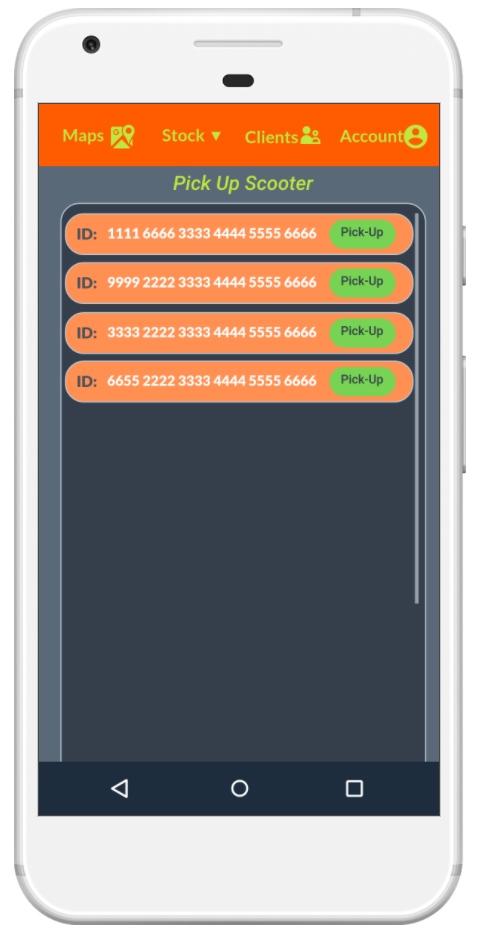 Maps Stock ▼ Clients Account
Pick Up Scooter
ID: 1111 6666 3333 4444 5555 6666 Pick-Up
ID: 9999 2222 3333 4444 5555 6666 Pick-Up
ID: 3333 2222 3333 4444 5555 6666 Pick-Up
ID: 6655 2222 3333 4444 5555 6666 Pick-Up